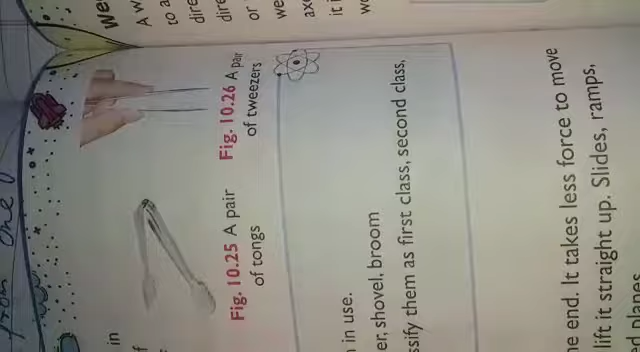 from one
in
f
Fig. 10.25 A pair
of tongs
Fig. 10.26 A pair
of tweezers
We
A w
to a
dire
dire
or
we
axe
it i
wo
in use.
er, shovel, broom
ssify them as first class, second class,
ne end. It takes less force to move
lift it straight up. Slides, ramps,
ed planes